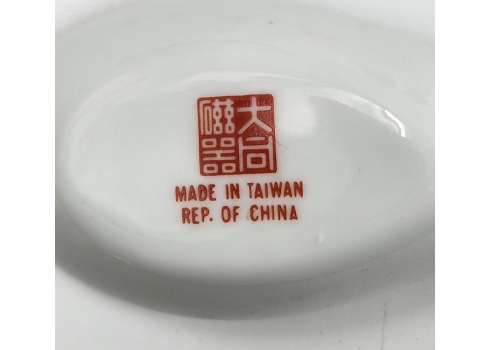 大同
磁器
MADE IN TAIWAN
REP. OF CHINA